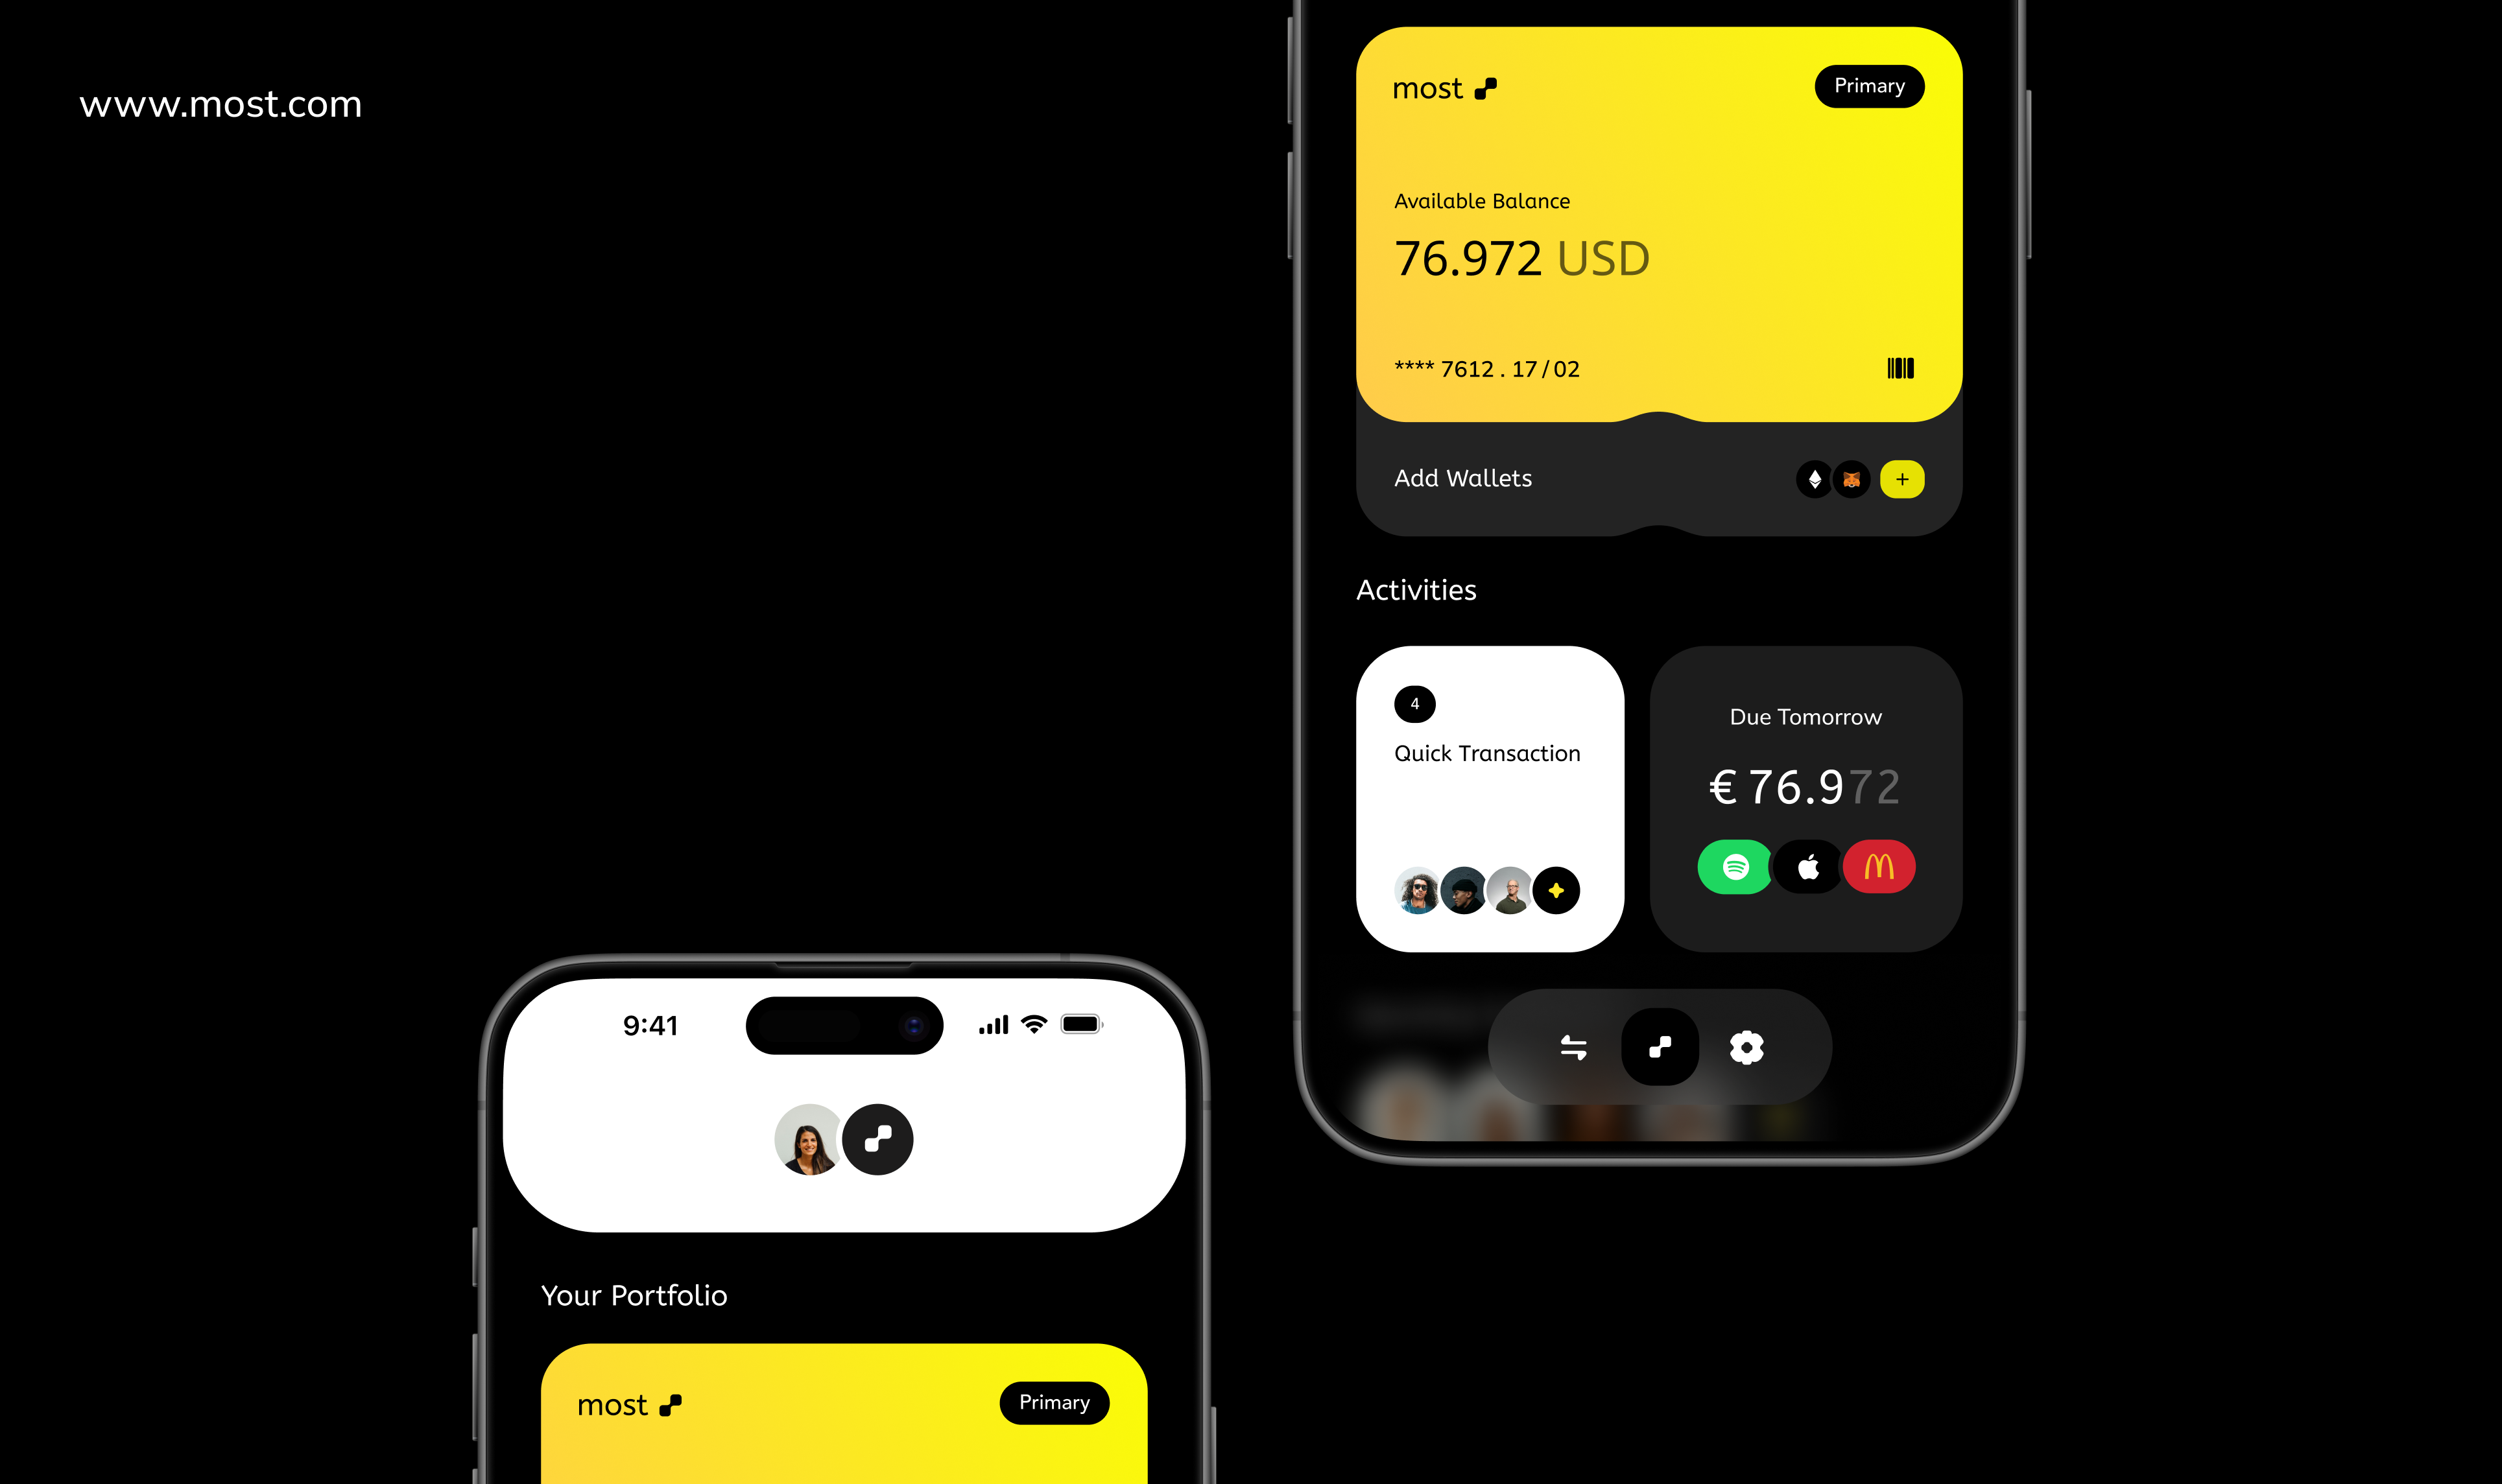 www.most.com
most
Primary
Available Balance
76.972 USD
**** 7612 . 17 / 02
Add Wallets
+
Activities
4
Quick Transaction
Due Tomorrow
€ 76.972
9:41
Your Portfolio
most
Primary